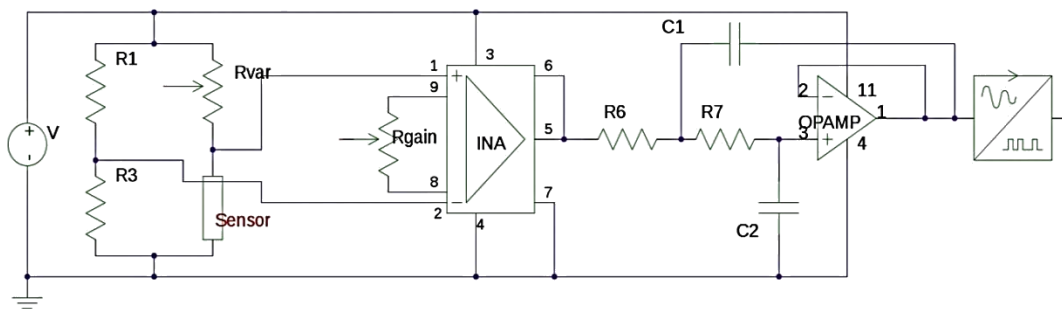 C1
R1
Rvar
V
R3
Sensor
Rgain
1
+
9
8
−
2
3
INA
4
6
5
7
R6
R7
C2
2
−
11
OPAMP
1
3
+
4
+
-